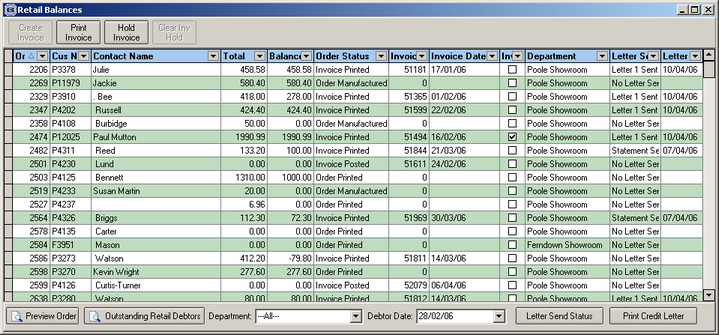 Retail Balances
Create Invoice Print Invoice Hold Invoice Clear Inv Hold
Or Cus N Contact Name Total Balance Order Status Invoic Invoice Date Inv Department Letter Se Letter
2206 P3378 Julie 458.58 458.58 Invoice Printed 51181 17/01/06 Poole Showroom Letter 1 Sent 10/04/06
2269 P11979 Jackie 580.40 580.40 Order Manufactured 0 Poole Showroom No Letter Ser
2329 P3910 . Bee 418.00 278.00 Invoice Printed 51365 01/02/06 Poole Showroom Letter 1 Sent 10/04/06
2347 P4202 Russell 424.40 424.40 Invoice Printed 51599 22/02/06 Poole Showroom Letter 1 Sent 10/04/06
2358 P4108 Burbidge 50.00 0.00 Order Manufactured 0 Poole Showroom No Letter Ser
2474 P12025 Paul Mutton 1990.99 1990.99 Invoice Printed 51494 16/02/06 Poole Showroom Letter 1 Sent 10/04/06
2482 P4311 Reed 133.20 100.00 Invoice Printed 51844 21/03/06 Poole Showroom Statement Se 07/04/06
2501 P4230 Lund 0.00 0.00 Invoice Posted 51611 24/02/06 Poole Showroom No Letter Ser
2503 P4125 Bennett 1310.00 1000.00 Order Printed 0 Poole Showroom No Letter Ser
2519 P4233 Susan Martin 20.00 0.00 Order Manufactured 0 Poole Showroom No Letter Ser
2527 P4237 6.96 0.00 Order Printed 0 Poole Showroom No Letter Ser
2564 P4326 Briggs 112.30 72.30 Invoice Printed 51969 30/03/06 Poole Showroom Statement Se 07/04/06
2578 P4135 Carter 0.00 0.00 Order Printed 0 Poole Showroom No Letter Ser
2584 F3951 Mason 0.00 0.00 Order Printed 0 Ferndown Showroom No Letter Ser
2586 P3273 Watson 412.20 -79.80 Invoice Printed 51811 14/03/06 Poole Showroom No Letter Ser
2598 P3270 Kevin Wright 277.60 277.60 Order Printed 0 Poole Showroom No Letter Ser
2599 P4126 Curtis-Turner 0.00 0.00 Invoice Posted 52079 06/04/06 Poole Showroom No Letter Ser
2638 P3280 Watson 80.00 80.00 Invoice Printed 51812 14/03/06 Poole Showroom Letter 1 Sent 10/04/06
Preview Order Outstanding Retail Debtors Department: ---All--- Debtor Date: 28/02/06 Letter Send Status Print Credit Letter